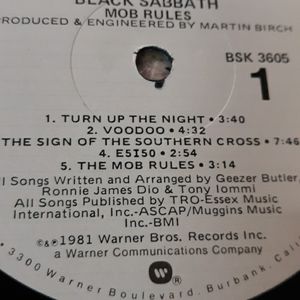 BLACK SABBATH
MOB RULES
PRODUCED & ENGINEERED BY MARTIN BIRCH
BSK 3605
1
1. TURN UP THE NIGHT • 3:40
2. VOODOO • 4:32
THE SIGN OF THE SOUTHERN CROSS • 7:46
4. E5150 • 2:54
5. THE MOB RULES • 3:14
All Songs Written and Arranged by Geezer Butler,
Ronnie James Dio & Tony Iommi
All Songs Published by TRO-Essex Music
International, Inc.-ASCAP/Muggins Music
Inc.-BMI
©&℗1981 Warner Bros. Records Inc.
a Warner Communications Company
• 3300 Warner Boulevard, Burbank, Cali